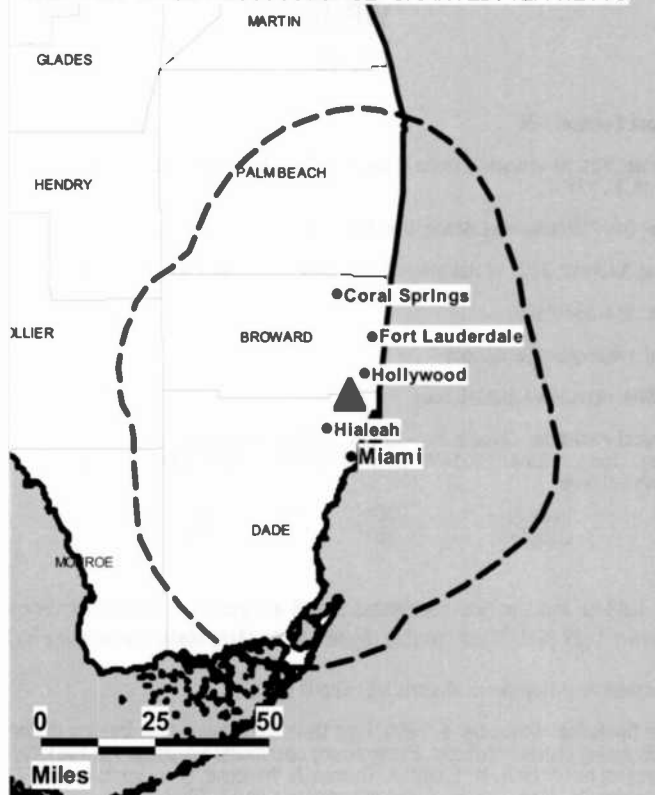 MARTIN
GLADES
HENDRY
PALM BEACH
Coral Springs
OLLIER
BROWARD
Fort Lauderdale
Hollywood
Hialeah
Miami
DADE
MONROE
0 25 50
Miles